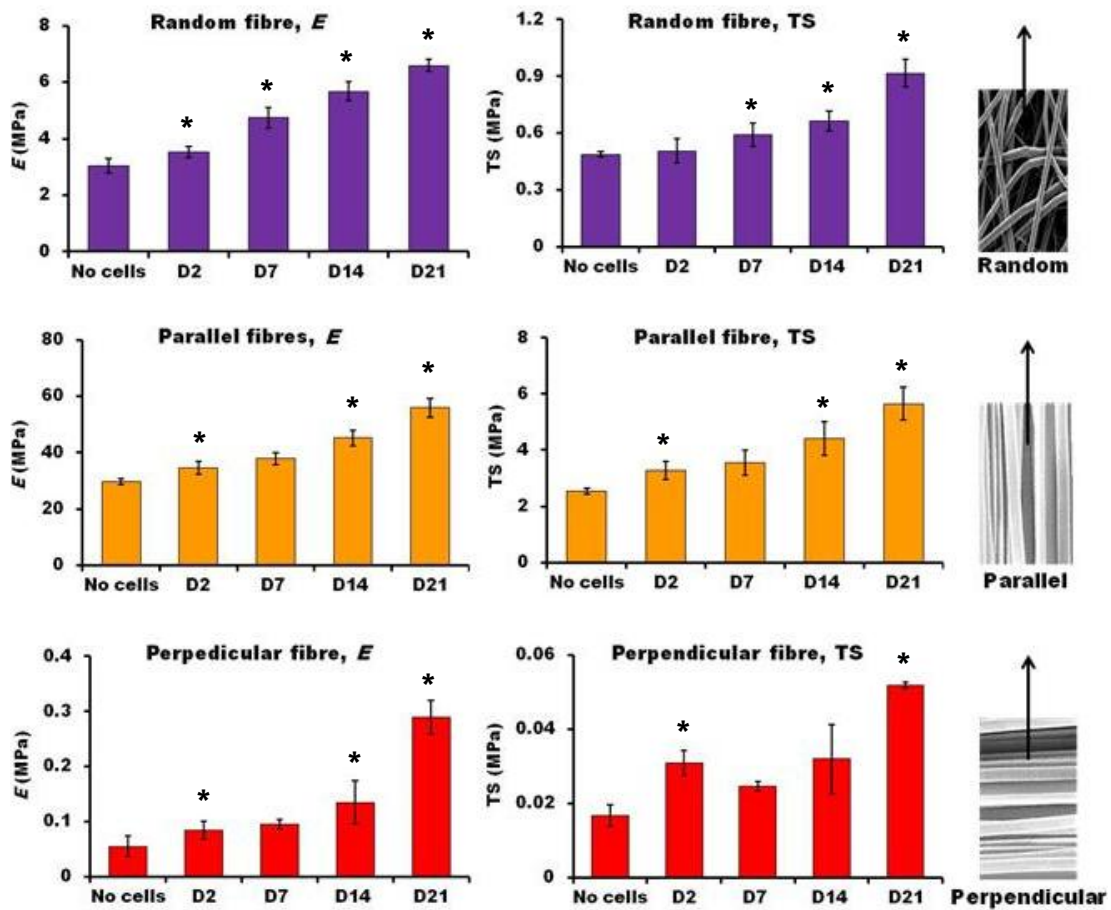 Random fibre, E
8
6
4
2
0
E (MPa)
* * * *
No cells D2 D7 D14 D21
Random fibre, TS
1.2
0.9
0.6
0.3
0
TS (MPa)
* * *
No cells D2 D7 D14 D21
Random
Parallel fibres, E
80
60
40
20
0
E (MPa)
* * *
No cells D2 D7 D14 D21
Parallel fibre, TS
8
6
4
2
0
TS (MPa)
* * *
No cells D2 D7 D14 D21
Parallel
Perpedicular fibre, E
0.4
0.3
0.2
0.1
0
E (MPa)
* * *
No cells D2 D7 D14 D21
Perpendicular fibre, TS
0.06
0.04
0.02
0
TS (MPa)
* *
No cells D2 D7 D14 D21
Perpendicular